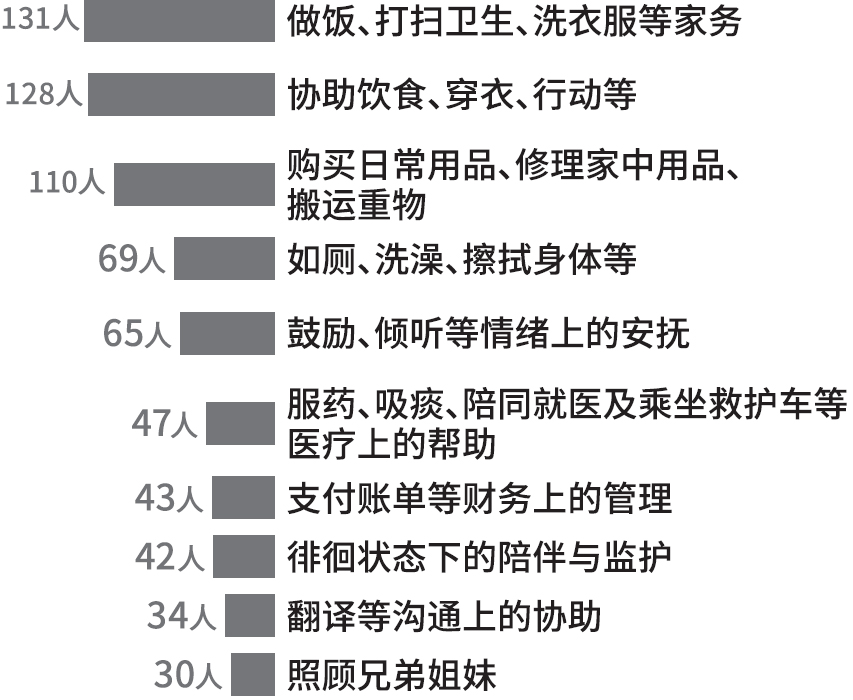 131人 做饭、打扫卫生、洗衣服等家务
128人 协助饮食、穿衣、行动等
110人 购买日常用品、修理家中用品、
搬运重物
69人 如厕、洗澡、擦拭身体等
65人 鼓励、倾听等情绪上的安抚
47人 服药、吸痰、陪同就医及乘坐救护车等
医疗上的帮助
43人 支付账单等财务上的管理
42人 徘徊状态下的陪伴与监护
34人 翻译等沟通上的协助
30人 照顾兄弟姐妹